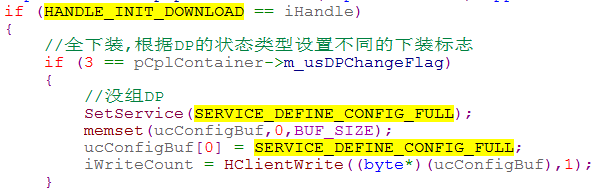 if (HANDLE_INIT_DOWNLOAD == iHandle)
{
//全下装,根据DP的状态类型设置不同的下装标志
if (3 == pCplContainer->m_usDPChangeFlag)
{
//没组DP
SetService(SERVICE_DEFINE_CONFIG_FULL);
memset(ucConfigBuf,0,BUF_SIZE);
ucConfigBuf[0] = SERVICE_DEFINE_CONFIG_FULL;
iWriteCount = HClientWrite((byte*)(ucConfigBuf),1);
}